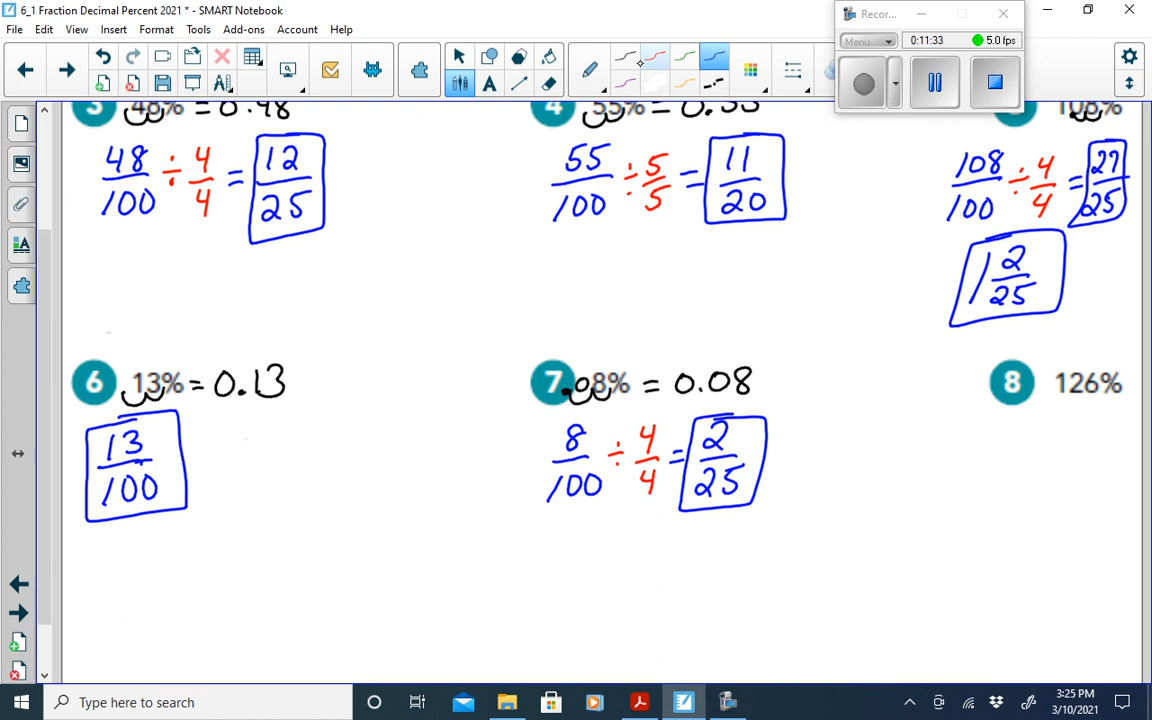 6_1 Fraction Decimal Percent 2021 * - SMART Notebook
File Edit View Insert Format Tools Add-ons Account Help
Recor...
Menu 0:11:33 5.0 fps
3 48% = 0.48
4 55% = 0.55
108%
48/100 ÷ 4/4 = 12/25
55/100 ÷ 5/5 = 11/20
108/100 ÷ 4/4 = 27/25
1 2/25
6 13% = 0.13
7 .08% = 0.08
8 126%
13/100
8/100 ÷ 4/4 = 2/25
Type here to search
3:25 PM
3/10/2021